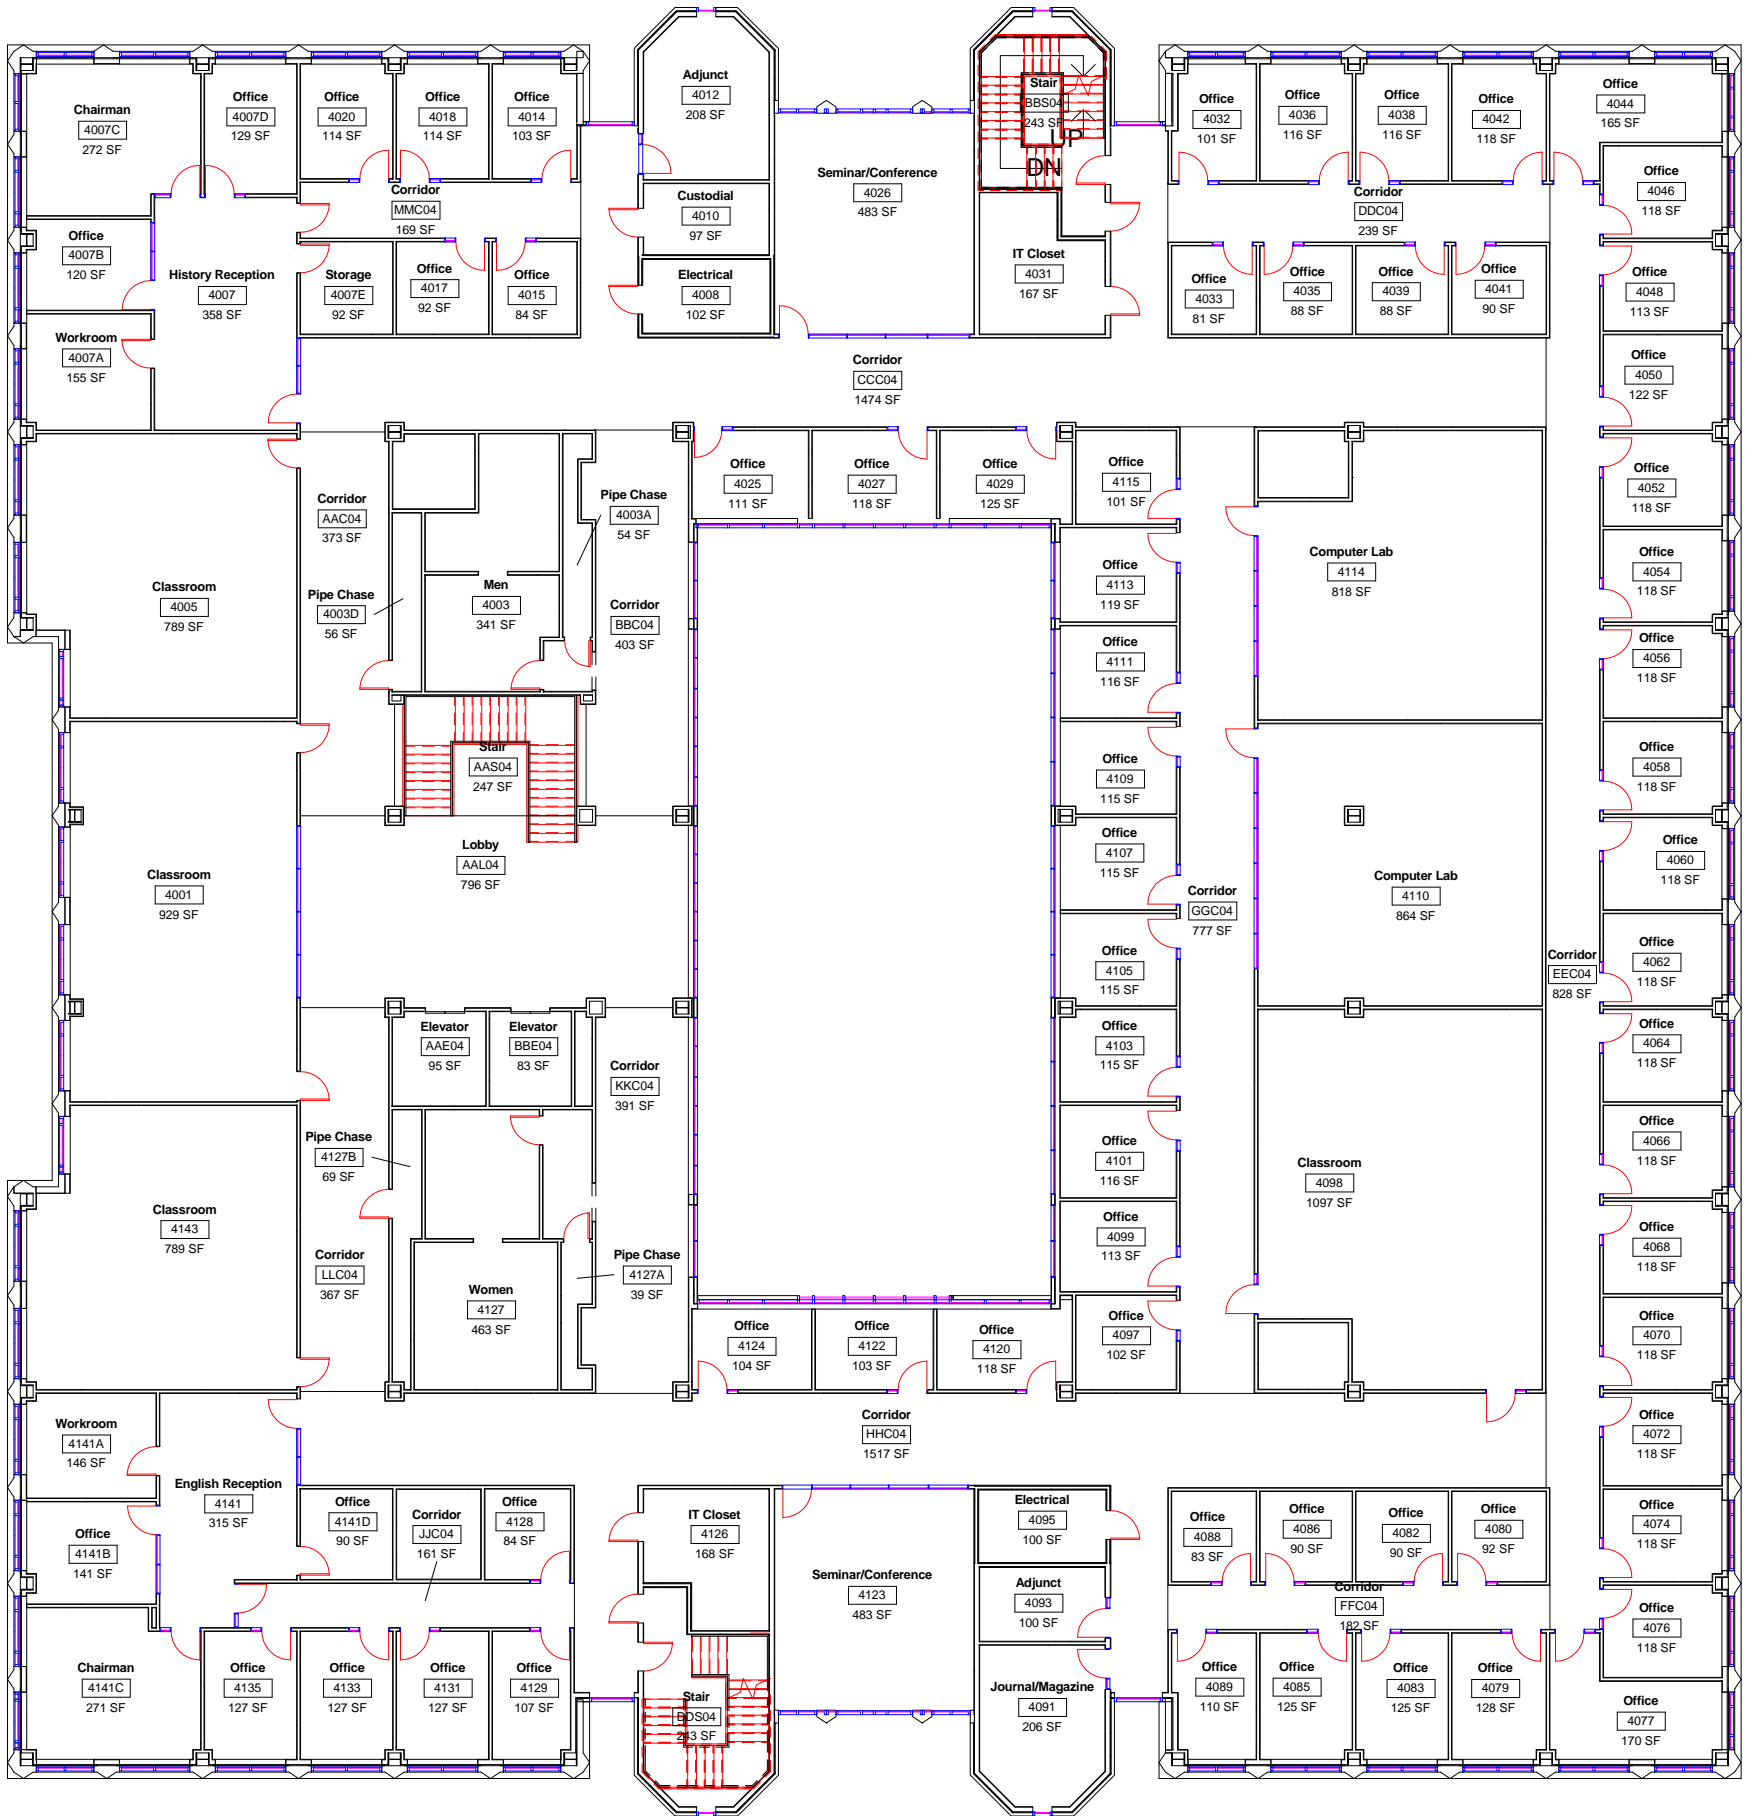 Chairman
4007C
272 SF
Office
4007D
129 SF
Office
4020
114 SF
Office
4018
114 SF
Office
4014
103 SF
Adjunct
4012
208 SF
Stair
BBS04
243 SF
UP
DN
Office
4032
101 SF
Office
4036
116 SF
Office
4038
116 SF
Office
4042
118 SF
Office
4044
165 SF
Corridor
MMC04
169 SF
Custodial
4010
97 SF
Seminar/Conference
4026
483 SF
Corridor
DDC04
239 SF
Office
4046
118 SF
Office
4007B
120 SF
History Reception
4007
358 SF
Storage
4007E
92 SF
Office
4017
92 SF
Office
4015
84 SF
Electrical
4008
102 SF
IT Closet
4031
167 SF
Office
4033
81 SF
Office
4035
88 SF
Office
4039
88 SF
Office
4041
90 SF
Office
4048
113 SF
Workroom
4007A
155 SF
Corridor
CCC04
1474 SF
Office
4050
122 SF
Corridor
AAC04
373 SF
Pipe Chase
4003A
54 SF
Office
4025
111 SF
Office
4027
118 SF
Office
4029
125 SF
Office
4115
101 SF
Office
4052
118 SF
Classroom
4005
789 SF
Pipe Chase
4003D
56 SF
Men
4003
341 SF
Corridor
BBC04
403 SF
Office
4113
119 SF
Computer Lab
4114
818 SF
Office
4054
118 SF
Office
4111
116 SF
Office
4056
118 SF
Stair
AAS04
247 SF
Office
4109
115 SF
Office
4058
118 SF
Classroom
4001
929 SF
Lobby
AAL04
796 SF
Office
4107
115 SF
Corridor
GGC04
777 SF
Computer Lab
4110
864 SF
Office
4060
118 SF
Office
4105
115 SF
Corridor
EEC04
828 SF
Office
4062
118 SF
Elevator
AAE04
95 SF
Elevator
BBE04
83 SF
Corridor
KKC04
391 SF
Office
4103
115 SF
Office
4064
118 SF
Pipe Chase
4127B
69 SF
Office
4101
116 SF
Classroom
4098
1097 SF
Office
4066
118 SF
Classroom
4143
789 SF
Corridor
LLC04
367 SF
Women
4127
463 SF
Pipe Chase
4127A
39 SF
Office
4099
113 SF
Office
4068
118 SF
Office
4124
104 SF
Office
4122
103 SF
Office
4120
118 SF
Office
4097
102 SF
Office
4070
118 SF
Workroom
4141A
146 SF
Corridor
HHC04
1517 SF
Office
4072
118 SF
English Reception
4141
315 SF
Office
4141D
90 SF
Corridor
JJC04
161 SF
Office
4128
84 SF
IT Closet
4126
168 SF
Electrical
4095
100 SF
Office
4088
83 SF
Office
4086
90 SF
Office
4082
90 SF
Office
4080
92 SF
Office
4074
118 SF
Office
4141B
141 SF
Seminar/Conference
4123
483 SF
Adjunct
4093
100 SF
Corridor
FFC04
182 SF
Office
4076
118 SF
Chairman
4141C
271 SF
Office
4135
127 SF
Office
4133
127 SF
Office
4131
127 SF
Office
4129
107 SF
Stair
DDS04
243 SF
Journal/Magazine
4091
206 SF
Office
4089
110 SF
Office
4085
125 SF
Office
4083
125 SF
Office
4079
128 SF
Office
4077
170 SF